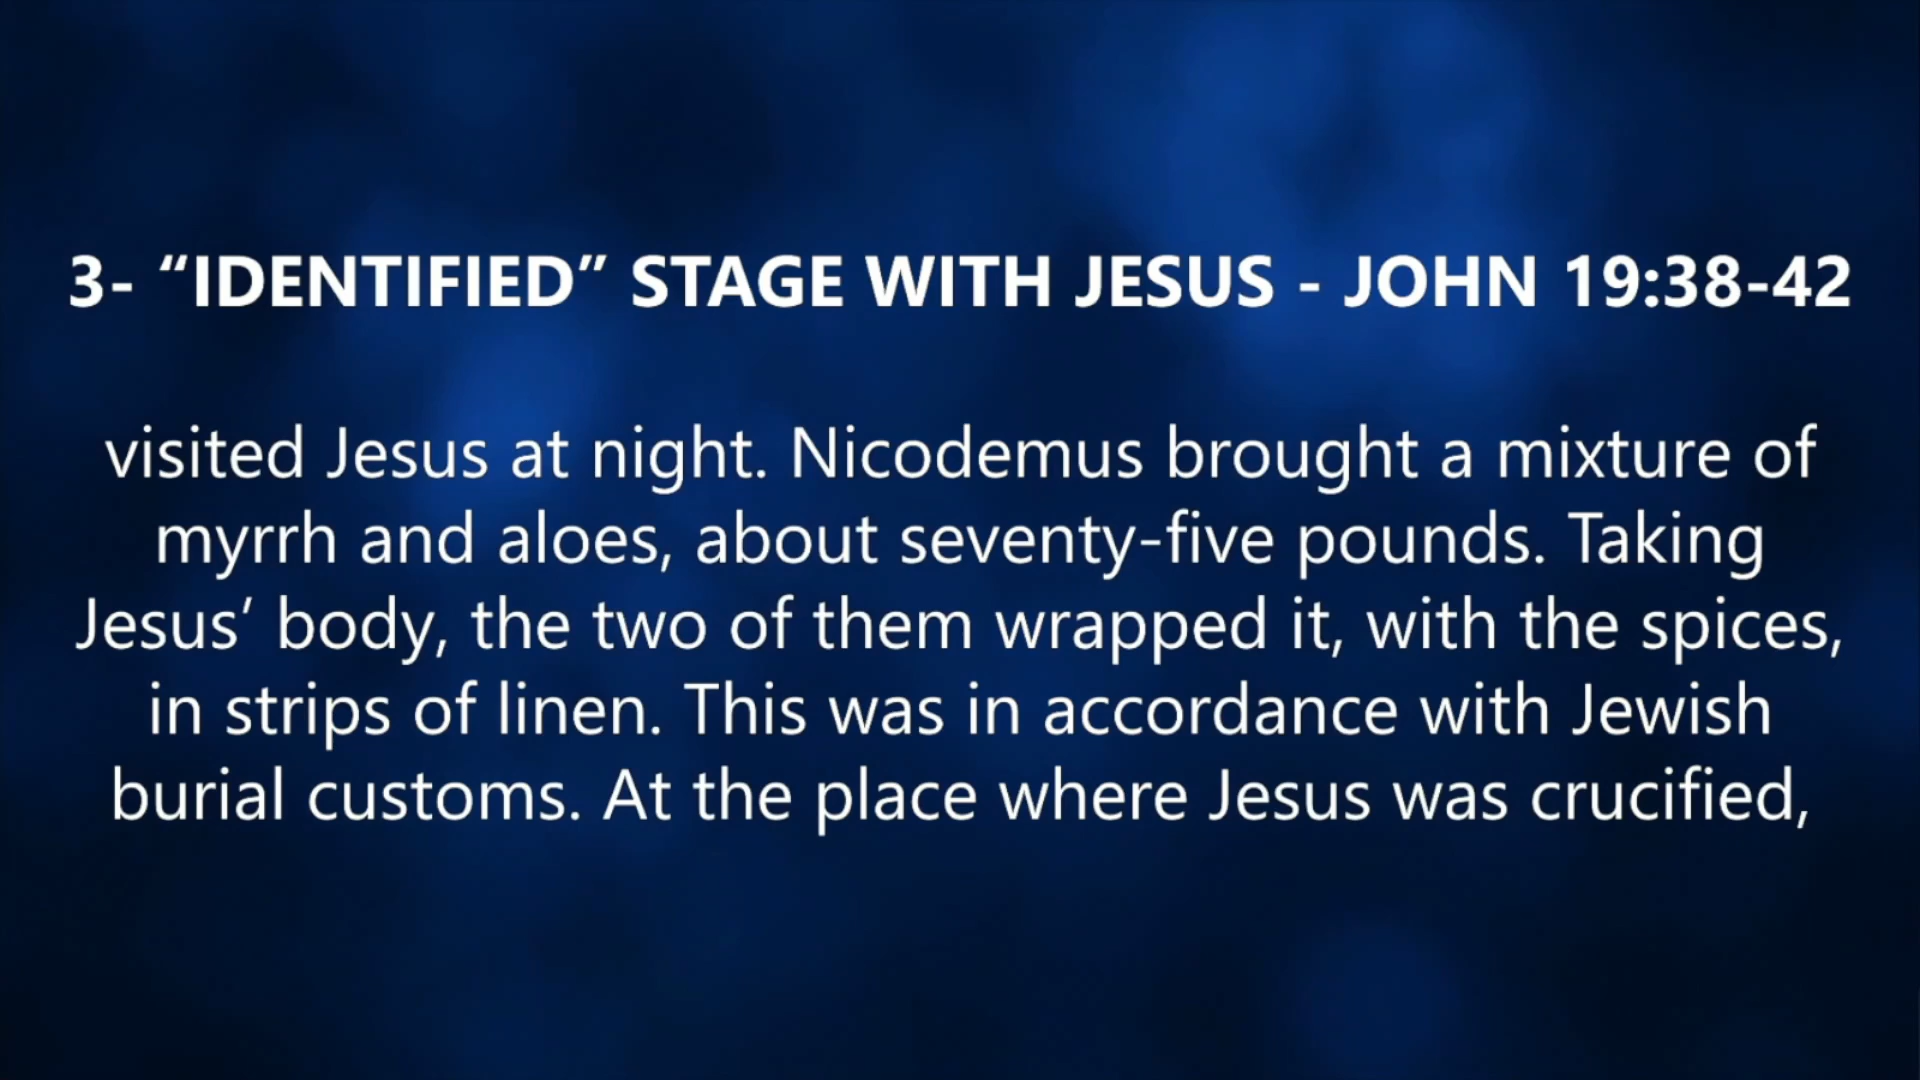 3- “IDENTIFIED” STAGE WITH JESUS - JOHN 19:38-42
visited Jesus at night. Nicodemus brought a mixture of
myrrh and aloes, about seventy-five pounds. Taking
Jesus’ body, the two of them wrapped it, with the spices,
in strips of linen. This was in accordance with Jewish
burial customs. At the place where Jesus was crucified,